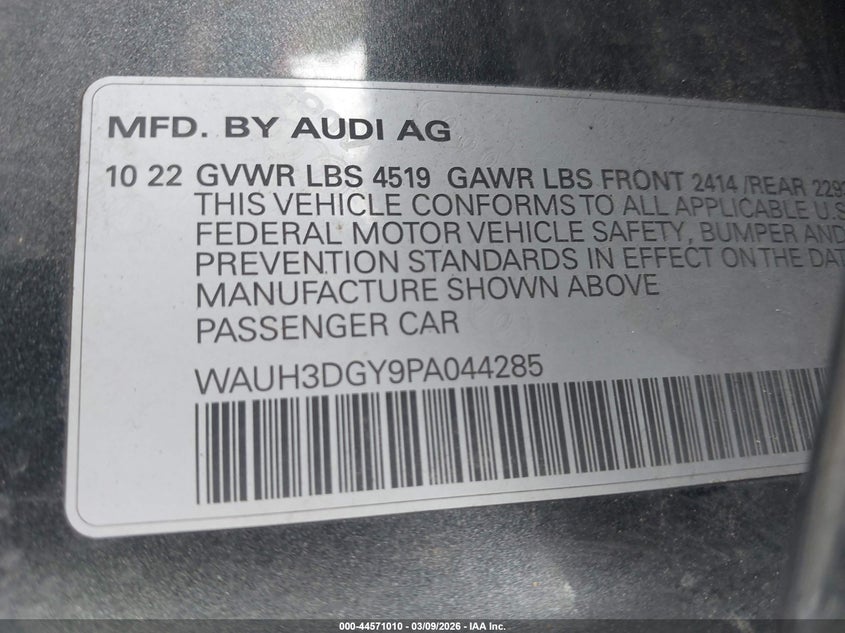 MFD. BY AUDI AG
10 22 GVWR LBS 4519 GAWR LBS FRONT 2414 /REAR
THIS VEHICLE CONFORMS TO ALL APPLICABLE U.S
FEDERAL MOTOR VEHICLE SAFETY, BUMPER AND
PREVENTION STANDARDS IN EFFECT ON THE DAT
MANUFACTURE SHOWN ABOVE
PASSENGER CAR
WAUH3DGY9PA044285
000-44571010 - 03/09/2026 - IAA Inc.